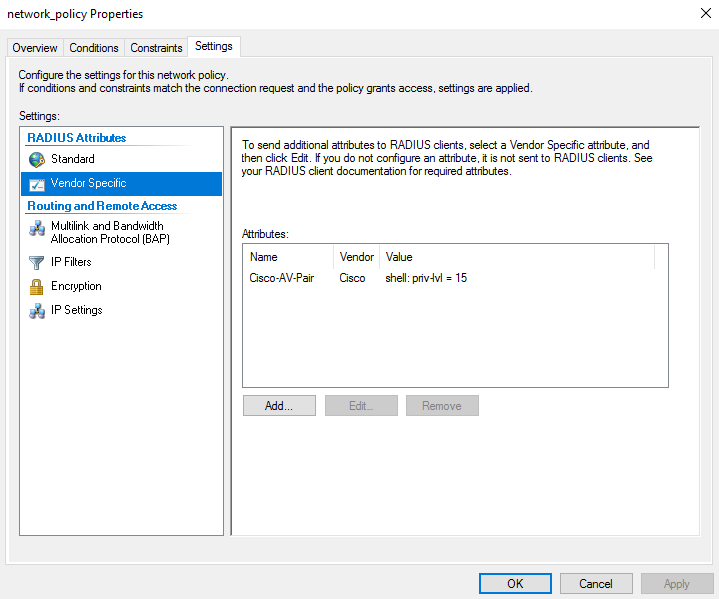 network_policy Properties
Overview
Conditions
Constraints
Settings
Configure the settings for this network policy.
If conditions and constraints match the connection request and the policy grants access, settings are applied.
Settings:
RADIUS Attributes
Standard
Vendor Specific
Routing and Remote Access
Multilink and Bandwidth
Allocation Protocol (BAP)
IP Filters
Encryption
IP Settings
To send additional attributes to RADIUS clients, select a Vendor Specific attribute, and
then click Edit. If you do not configure an attribute, it is not sent to RADIUS clients. See
your RADIUS client documentation for required attributes.
Attributes:
Name Vendor Value
Cisco-AV-Pair Cisco shell: priv-lvl = 15
Add... Edit... Remove
OK Cancel Apply